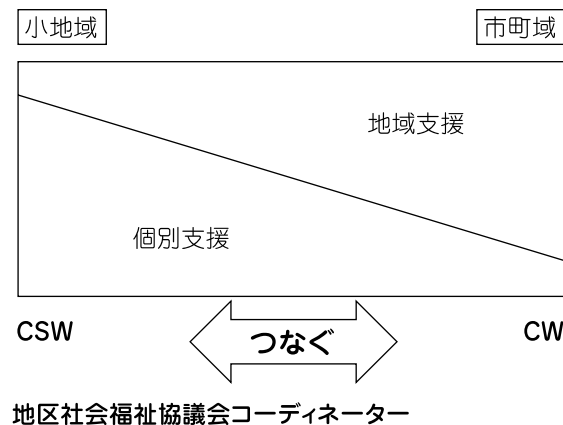 小地域
市町域
地域支援
個別支援
CSW
つなぐ
CW
地区社会福祉協議会コーディネーター